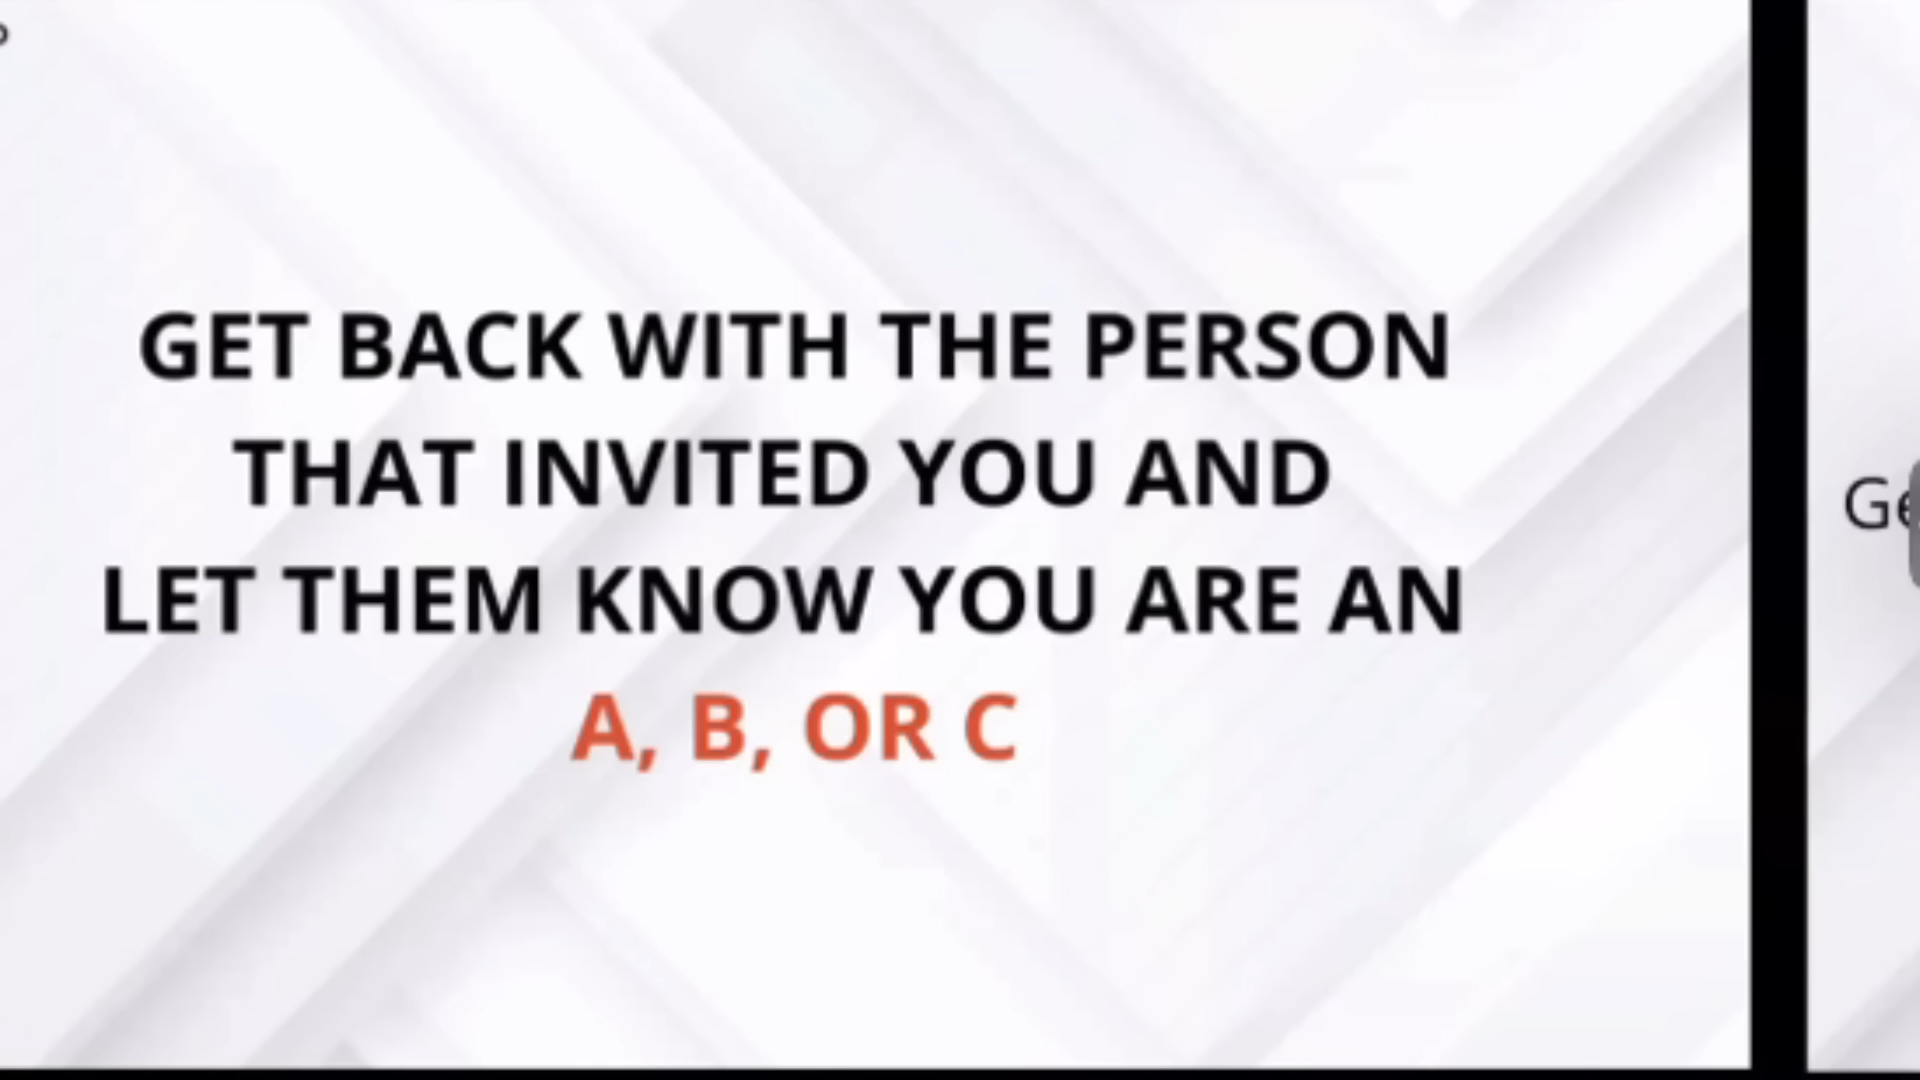 GET BACK WITH THE PERSON
THAT INVITED YOU AND
LET THEM KNOW YOU ARE AN
A, B, OR C